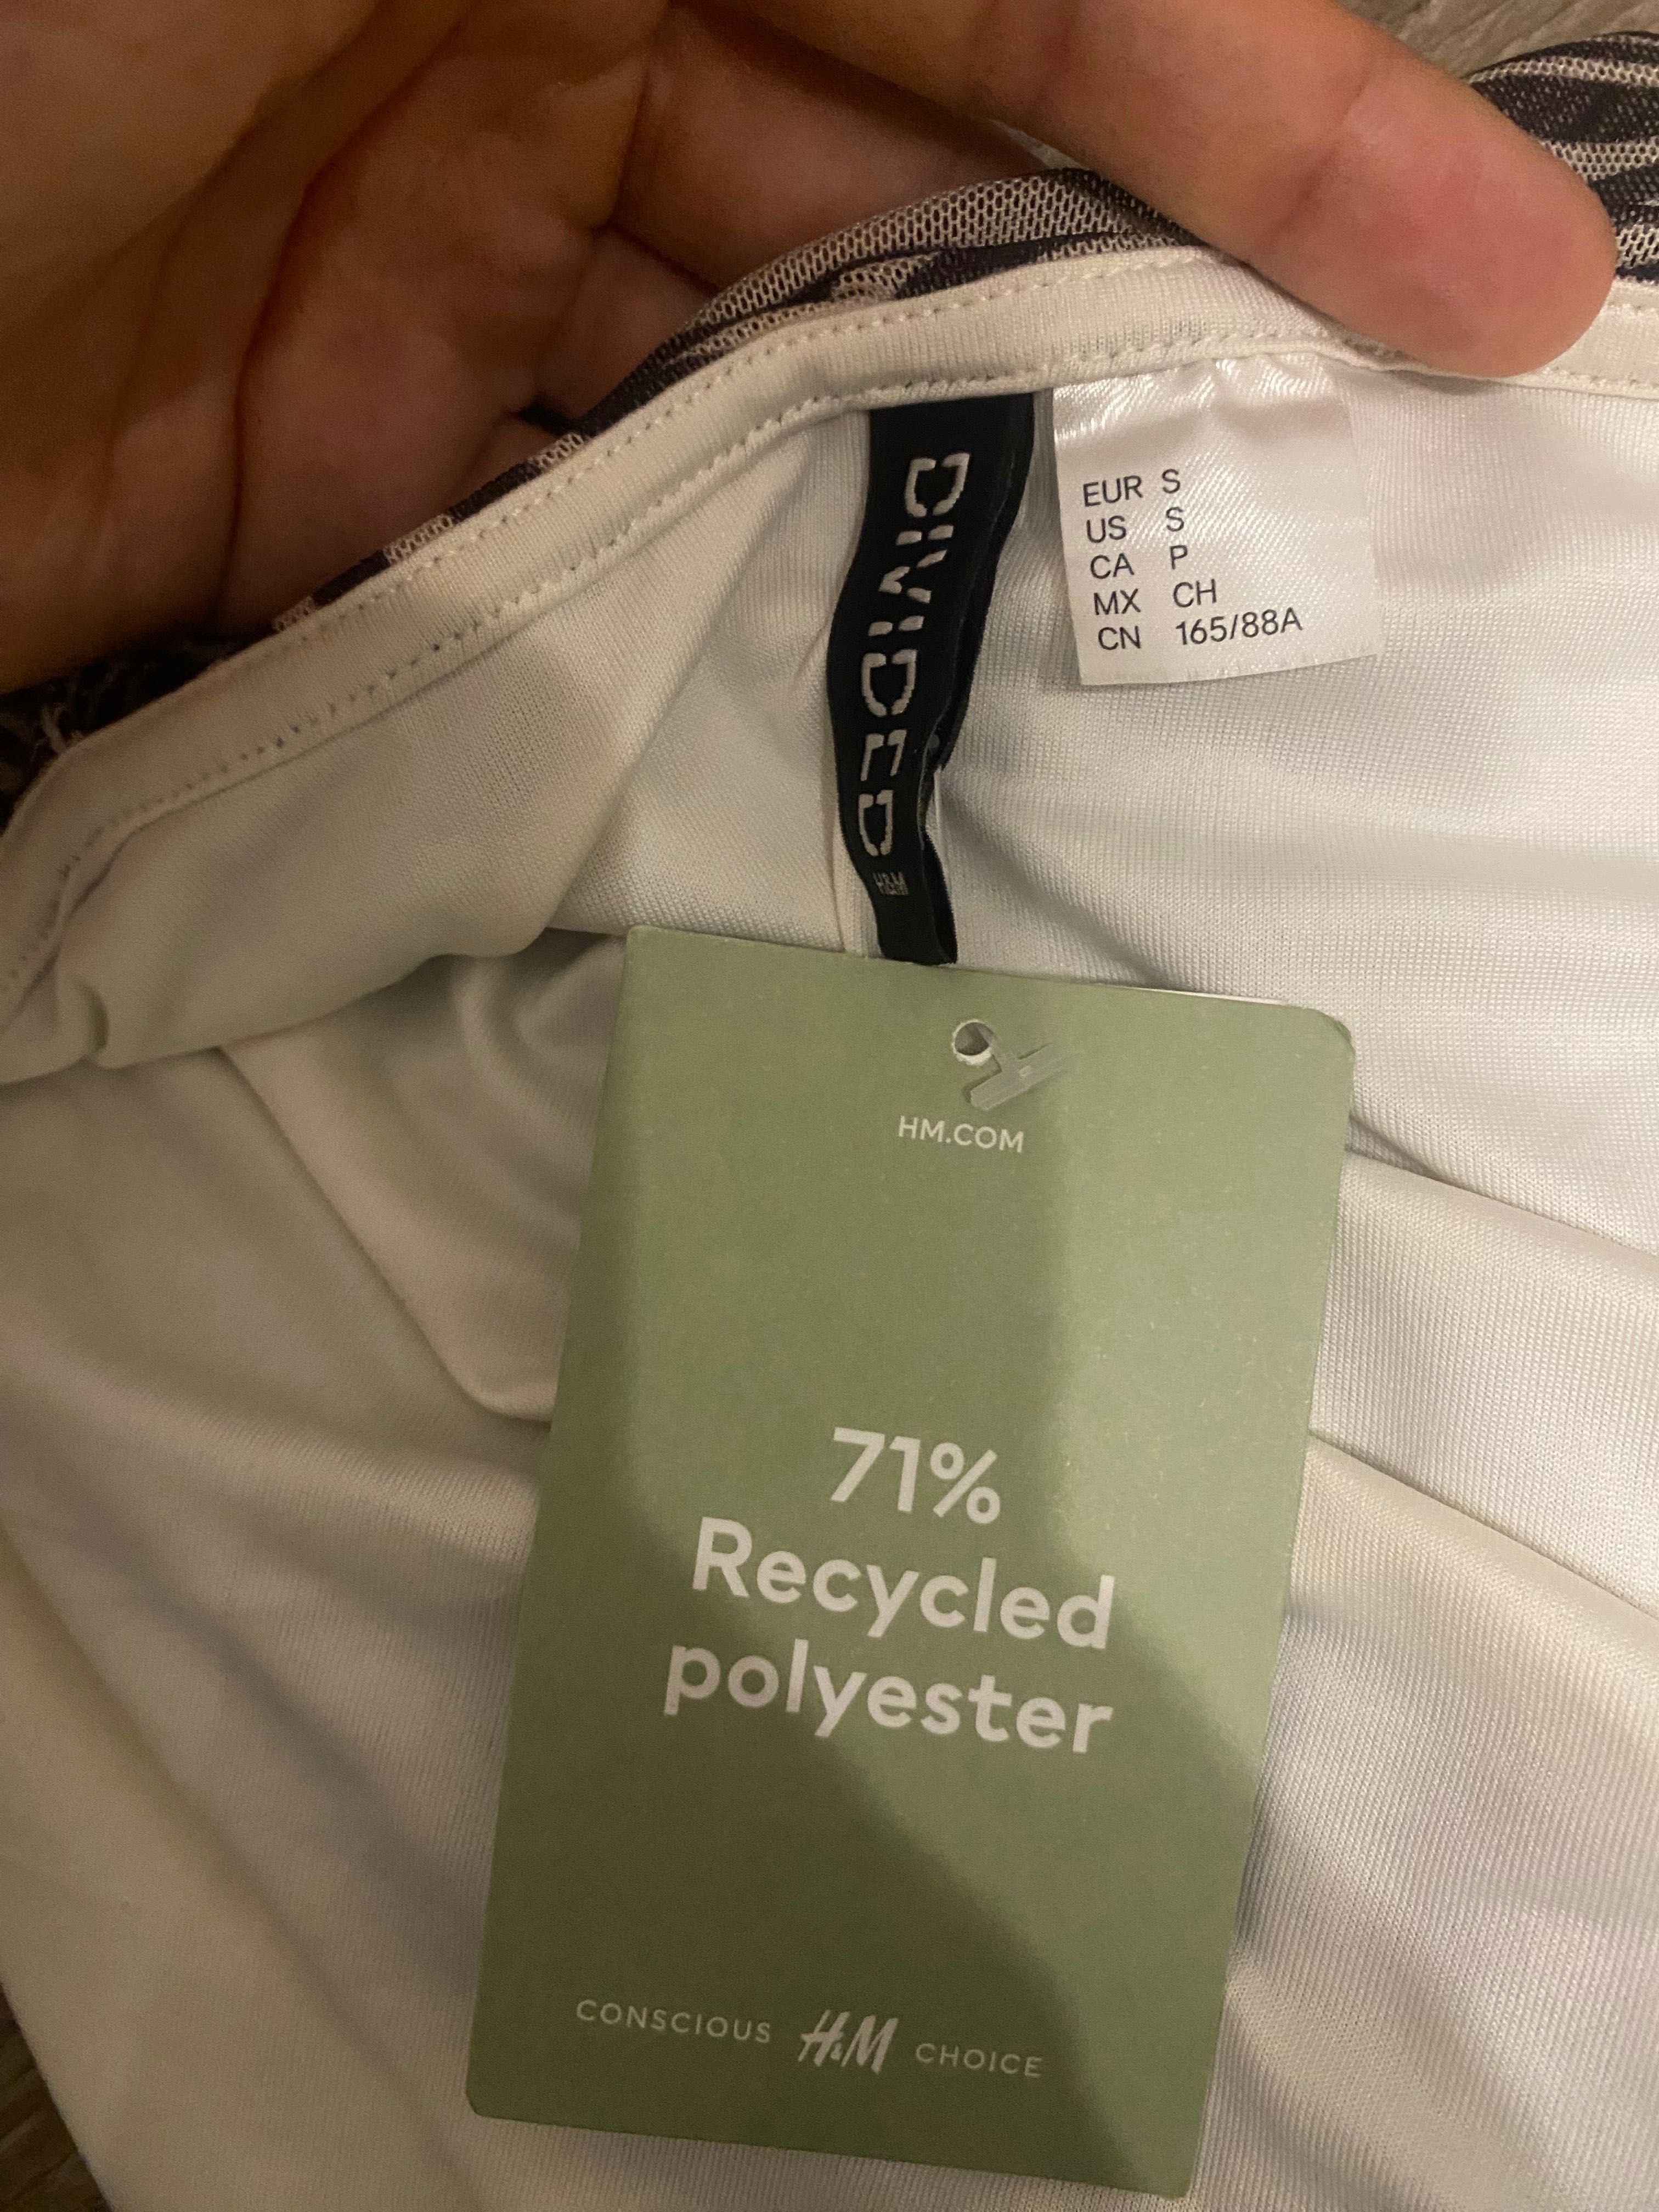 DIVIDED
H&M
EUR S
US S
CA P
MX CH
CN 165/88A
HM.COM
71%
Recycled
polyester
CONSCIOUS H&M CHOICE